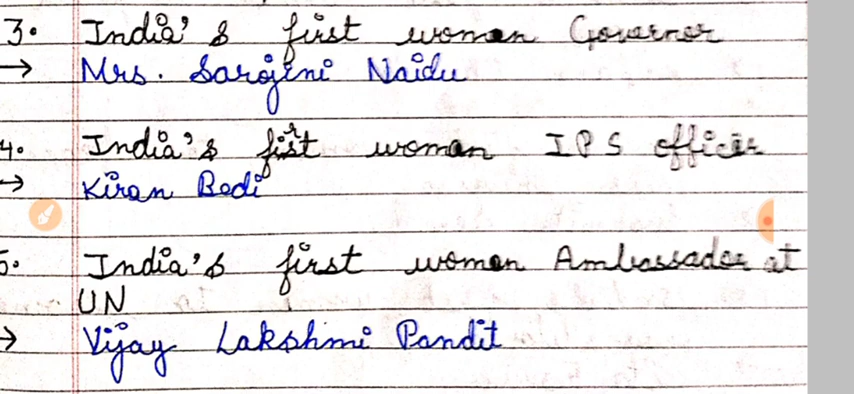 3. India's first woman Governor
→ Mrs. Sarojini Naidu
4. India's first woman IPS officer
→ Kiran Bedi
5. India's first woman Ambassador at
UN
→ Vijay Lakshmi Pandit